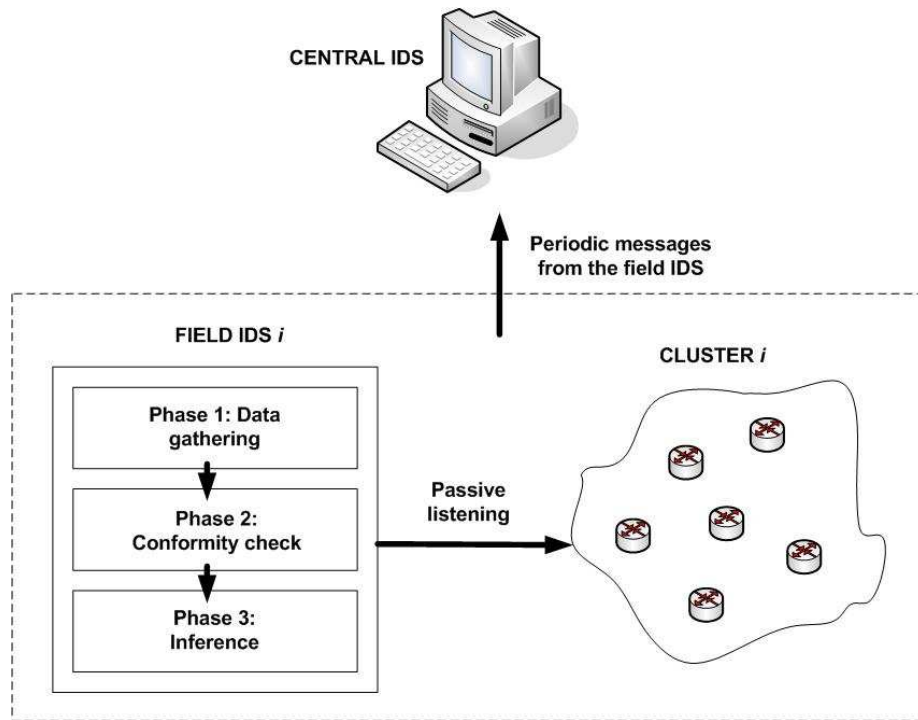 CENTRAL IDS
Periodic messages
from the field IDS
FIELD IDS i
CLUSTER i
Phase 1: Data
gathering
Phase 2:
Conformity check
Phase 3:
Inference
Passive
listening